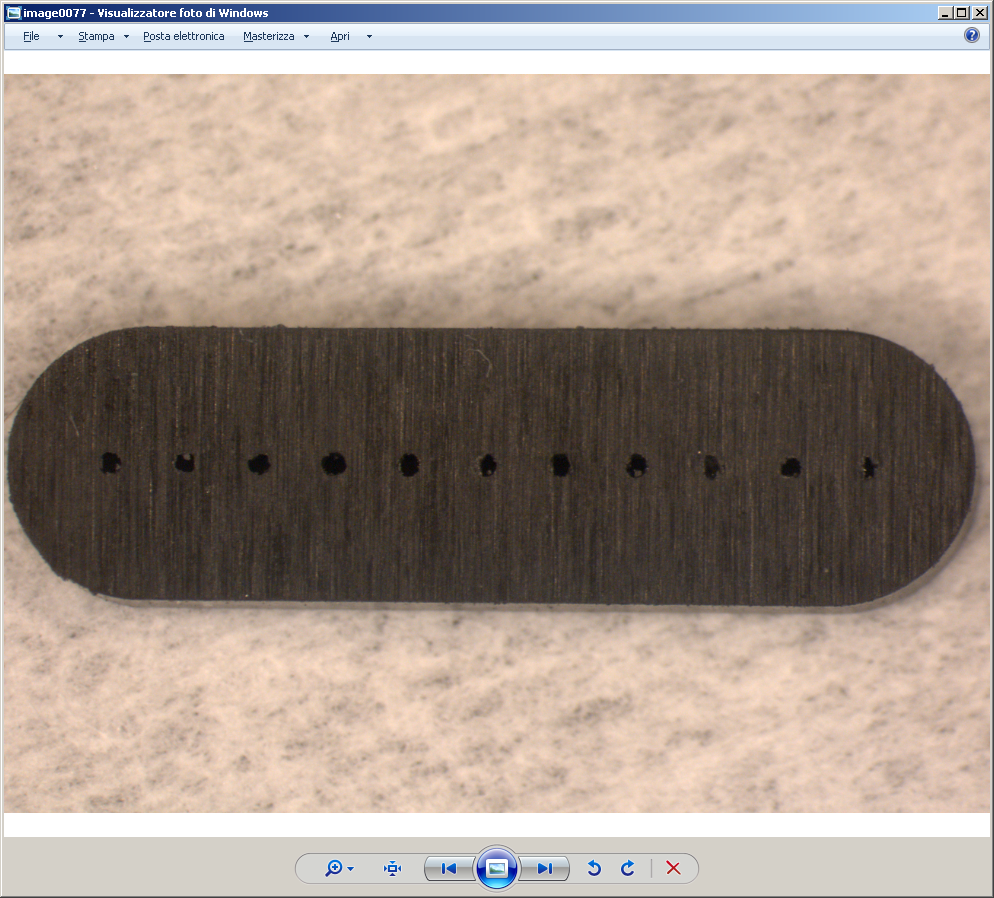 image0077 - Visualizzatore foto di Windows
File Stampa Posta elettronica Masterizza Apri